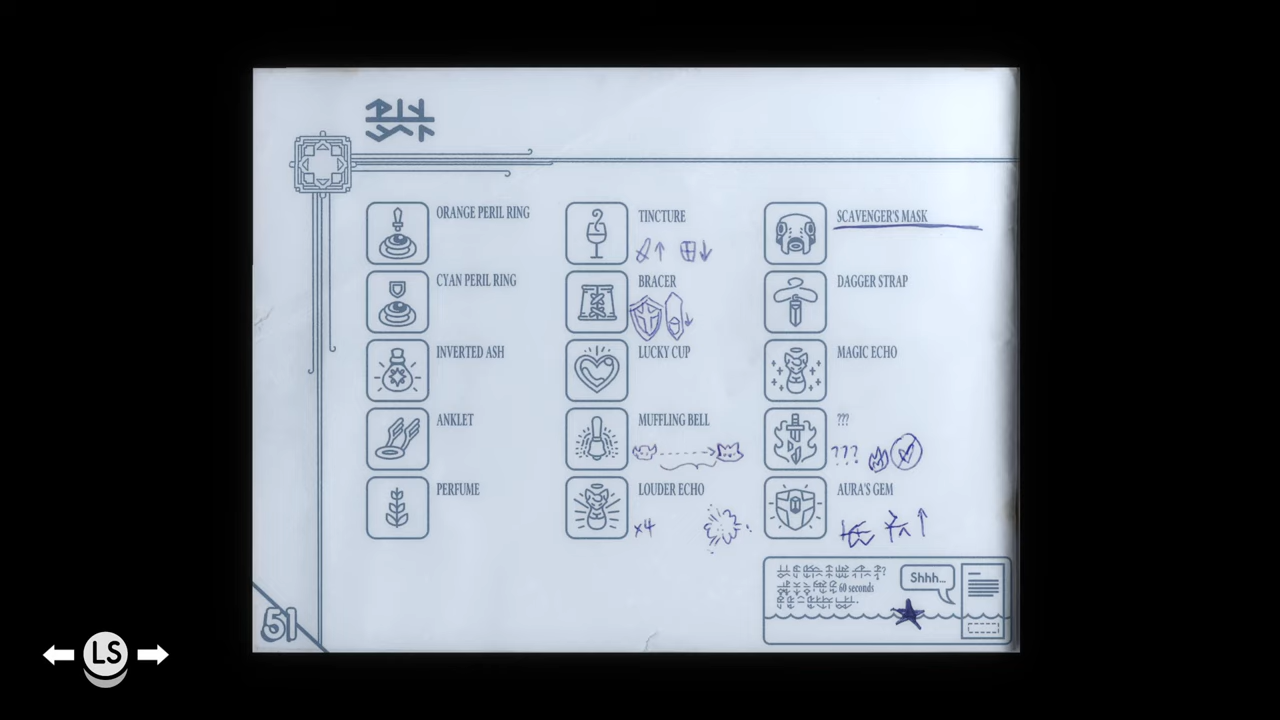 ORANGE PERIL RING
CYAN PERIL RING
INVERTED ASH
ANKLET
PERFUME
TINCTURE
BRACER
LUCKY CUP
MUFFLING BELL
LOUDER ECHO
x4
SCAVENGER'S MASK
DAGGER STRAP
MAGIC ECHO
???
???
AURA'S GEM
60 seconds
Shhh...
51
LS